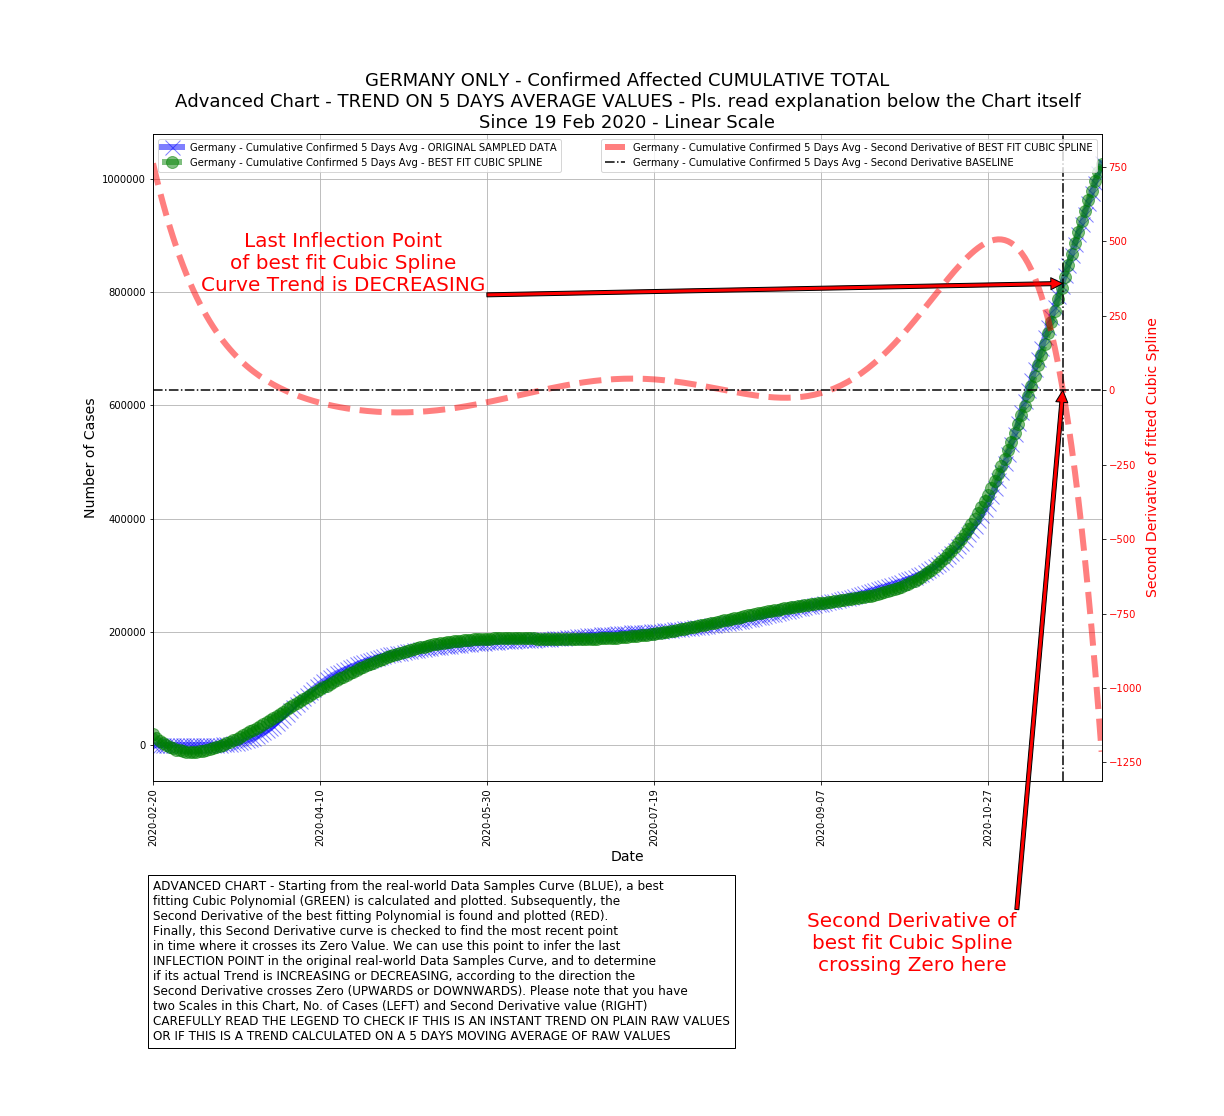 GERMANY ONLY - Confirmed Affected CUMULATIVE TOTAL
Advanced Chart - TREND ON 5 DAYS AVERAGE VALUES - Pls. read explanation below the Chart itself
Since 19 Feb 2020 - Linear Scale
Germany - Cumulative Confirmed 5 Days Avg - ORIGINAL SAMPLED DATA
Germany - Cumulative Confirmed 5 Days Avg - BEST FIT CUBIC SPLINE
Germany - Cumulative Confirmed 5 Days Avg - Second Derivative of BEST FIT CUBIC SPLINE
Germany - Cumulative Confirmed 5 Days Avg - Second Derivative BASELINE
Last Inflection Point
of best fit Cubic Spline
Curve Trend is DECREASING
Number of Cases
1000000
800000
600000
400000
200000
0
750
500
250
0
−250
−500
−750
−1000
−1250
Second Derivative of fitted Cubic Spline
2020-02-20
2020-04-10
2020-05-30
2020-07-19
2020-09-07
2020-10-27
Date
ADVANCED CHART - Starting from the real-world Data Samples Curve (BLUE), a best
fitting Cubic Polynomial (GREEN) is calculated and plotted. Subsequently, the
Second Derivative of the best fitting Polynomial is found and plotted (RED).
Finally, this Second Derivative curve is checked to find the most recent point
in time where it crosses its Zero Value. We can use this point to infer the last
INFLECTION POINT in the original real-world Data Samples Curve, and to determine
if its actual Trend is INCREASING or DECREASING, according to the direction the
Second Derivative crosses Zero (UPWARDS or DOWNWARDS). Please note that you have
two Scales in this Chart, No. of Cases (LEFT) and Second Derivative value (RIGHT)
CAREFULLY READ THE LEGEND TO CHECK IF THIS IS AN INSTANT TREND ON PLAIN RAW VALUES
OR IF THIS IS A TREND CALCULATED ON A 5 DAYS MOVING AVERAGE OF RAW VALUES
Second Derivative of
best fit Cubic Spline
crossing Zero here